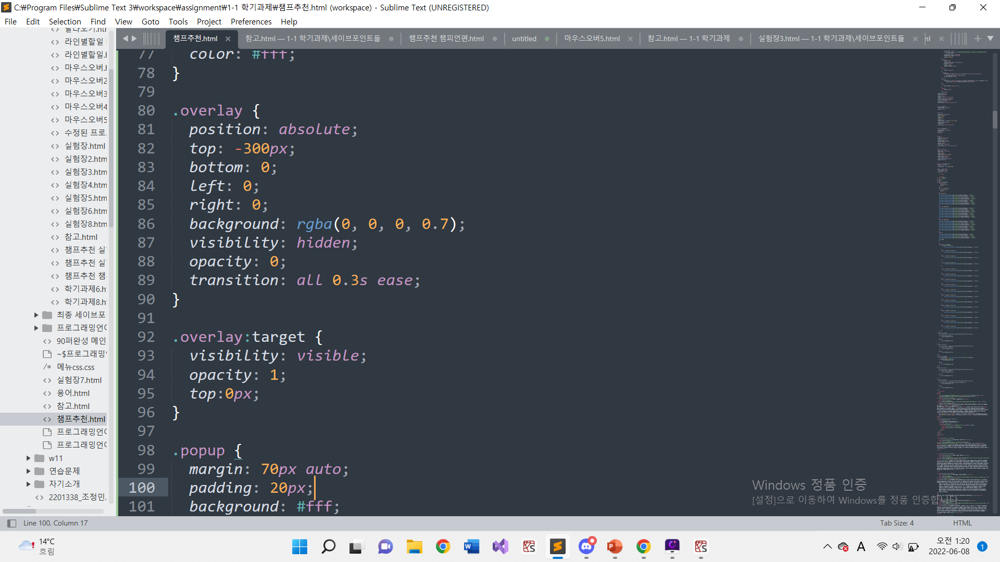 C:₩Program Files₩Sublime Text 3₩workspace₩assignment₩1-1 학기과제₩챔프추천.html (workspace) - Sublime Text (UNREGISTERED)
File Edit Selection Find View Goto Tools Project Preferences Help
챔프추천.html 참고.html — 1-1 학기과제\세이브포인트들 챔프추천 챔피언편.html untitled 마우스오버5.html 참고.html — 1-1 학기과제 실험장3.html — 1-1 학기과제\세이브포인트들
라인별할일
라인별할일.
마우스오버.
마우스오버2
마우스오버3
마우스오버4
마우스오버5
수정된 프로
실험장.html
실험장2.htm
실험장3.htm
실험장4.htm
실험장5.htm
실험장6.htm
실험장8.htm
참고.html
챔프추천 실
챔프추천 실
챔프추천 챔
학기과제6.h
학기과제8.h
최종 세이브포
프로그래밍언어
90퍼완성 메인
~$프로그래밍
/* 메뉴css.css
실험장7.html
용어.html
참고.html
챔프추천.html
프로그래밍언어
프로그래밍언어
w11
연습문제
자기소개
2201338_조정민.
77 color: #fff;
78 }
79
80 .overlay {
81 position: absolute;
82 top: -300px;
83 bottom: 0;
84 left: 0;
85 right: 0;
86 background: rgba(0, 0, 0, 0.7);
87 visibility: hidden;
88 opacity: 0;
89 transition: all 0.3s ease;
90 }
91
92 .overlay:target {
93 visibility: visible;
94 opacity: 1;
95 top:0px;
96 }
97
98 .popup {
99 margin: 70px auto;
100 padding: 20px;
101 background: #fff;
Windows 정품 인증
[설정]으로 이동하여 Windows를 정품 인증합니다
Line 100, Column 17 Tab Size: 4 HTML
14°C
흐림
A
오전 1:20
2022-06-08
1